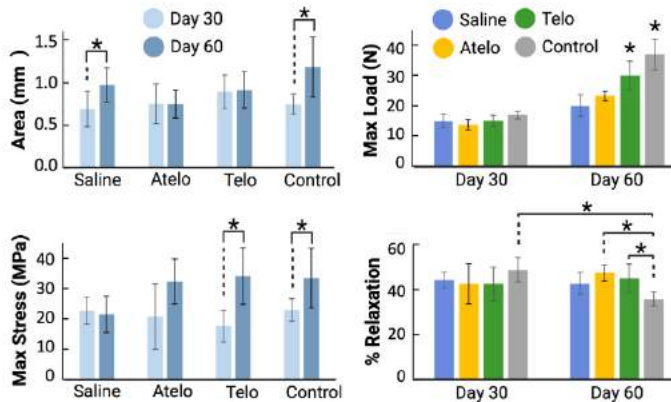 Day 30
Day 60
Area (mm )
1.5
1.0
0.5
0.0
*
*
Saline
Atelo
Telo
Control
Saline
Telo
Atelo
Control
Max Load (N)
40
30
20
10
0
*
*
Day 30
Day 60
Max Stress (MPa)
40
30
20
10
0
*
*
Saline
Atelo
Telo
Control
% Relaxation
60
40
20
0
*
*
*
Day 30
Day 60